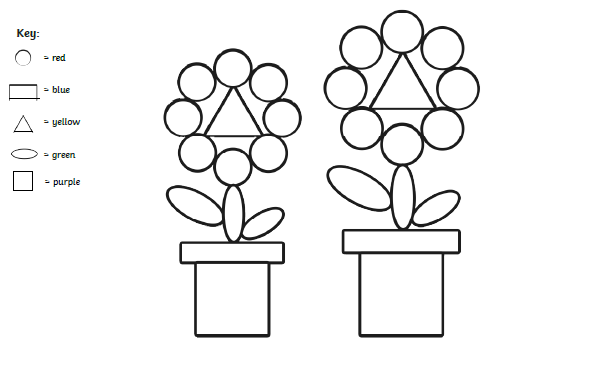 Key:
= red
= blue
= yellow
= green
= purple